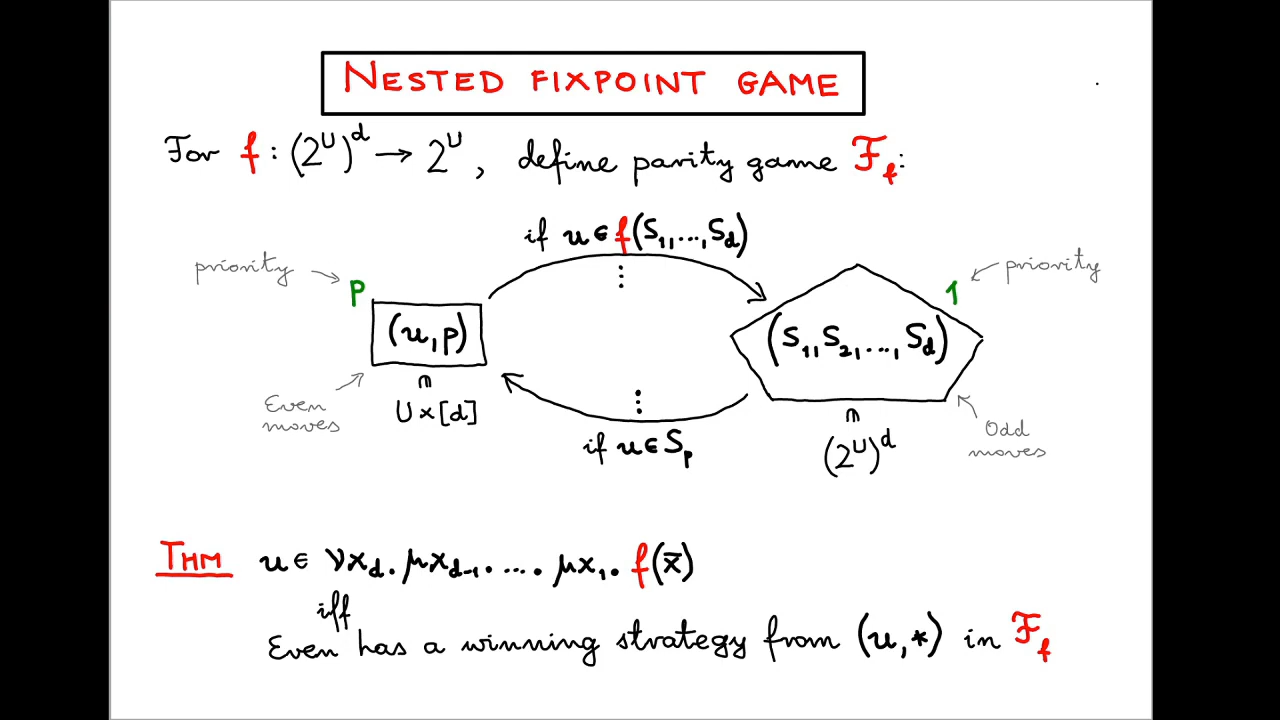 NESTED FIXPOINT GAME
For f : (2^U)^d → 2^U, define parity game F_f:
if u ∈ f(S_1, ..., S_d)
priority
priority
p
1
(u, p)
(S_1, S_2, ..., S_d)
Even moves
∩
U × [d]
∩
(2^U)^d
Odd moves
if u ∈ S_p
THM u ∈ νx_d. μx_{d-1}. .... μx_1. f(x̄)
iff
Even has a winning strategy from (u, *) in F_f